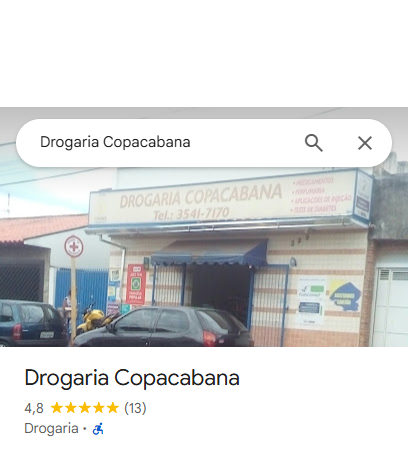 Drogaria Copacabana
DROGARIA COPACABANA
Tel.: 3541-7170
• MEDICAMENTOS
• PERFUMARIA
• APLICAÇÕES DE INJEÇÃO
• TESTE DE DIABETES
Drogaria Copacabana
4,8 (13)
Drogaria •